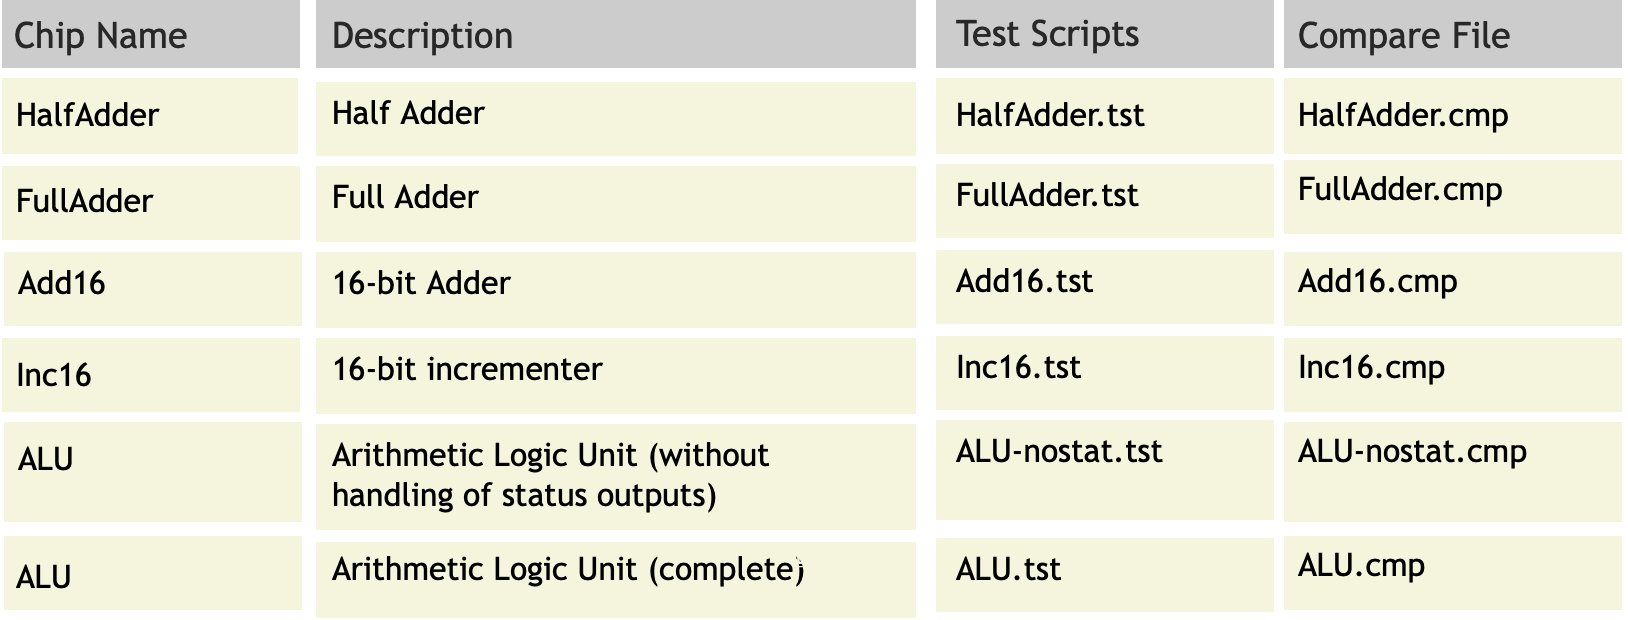 Chip Name Description Test Scripts Compare File
HalfAdder Half Adder HalfAdder.tst HalfAdder.cmp
FullAdder Full Adder FullAdder.tst FullAdder.cmp
Add16 16-bit Adder Add16.tst Add16.cmp
Inc16 16-bit incrementer Inc16.tst Inc16.cmp
ALU Arithmetic Logic Unit (without ALU-nostat.tst ALU-nostat.cmp
handling of status outputs)
ALU Arithmetic Logic Unit (complete) ALU.tst ALU.cmp